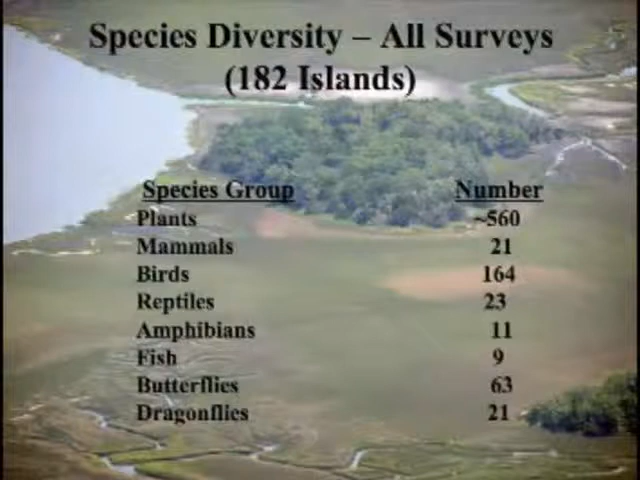 Species Diversity – All Surveys
(182 Islands)
Species Group Number
Plants ~560
Mammals 21
Birds 164
Reptiles 23
Amphibians 11
Fish 9
Butterflies 63
Dragonflies 21